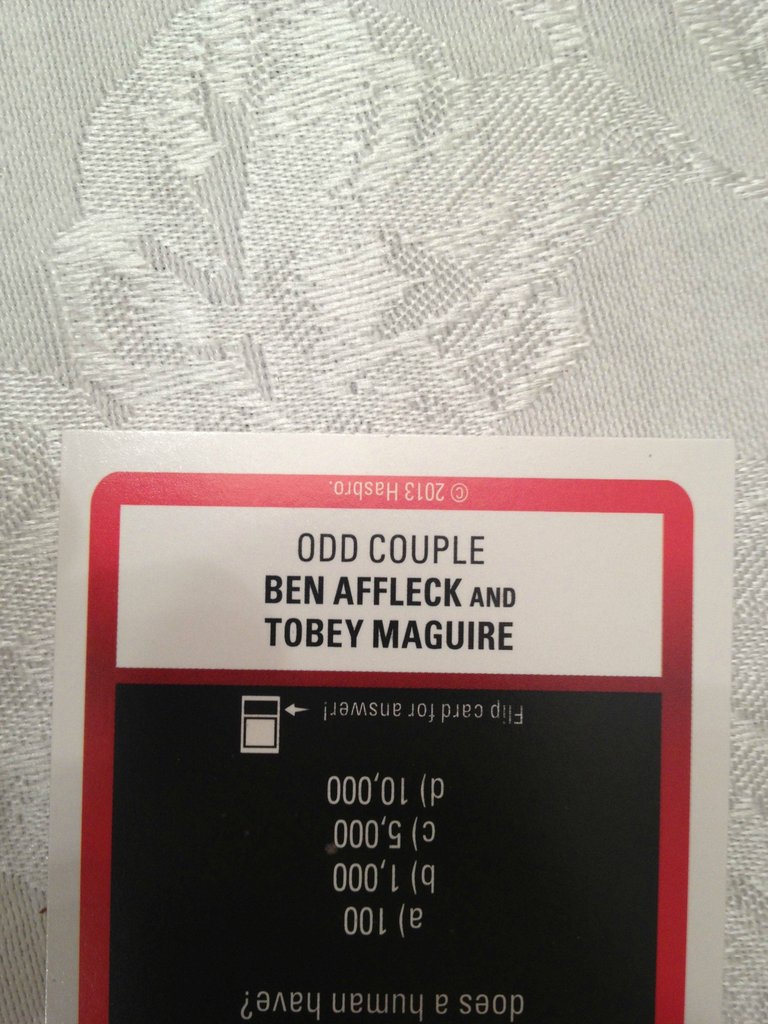 © 2013 Hasbro.
ODD COUPLE
BEN AFFLECK AND
TOBEY MAGUIRE
does a human have?
a) 100
b) 1,000
c) 5,000
d) 10,000
Flip card for answer!